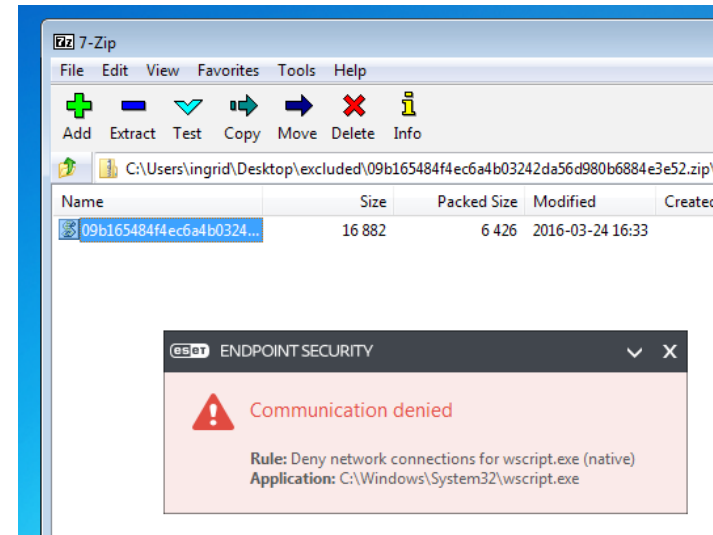 7z 7-Zip
File Edit View Favorites Tools Help
Add Extract Test Copy Move Delete Info
C:\Users\ingrid\Desktop\excluded\09b165484f4ec6a4b03242da56d980b6884e3e52.zip\
Name Size Packed Size Modified Created
09b165484f4ec6a4b0324... 16 882 6 426 2016-03-24 16:33
eset ENDPOINT SECURITY
Communication denied
Rule: Deny network connections for wscript.exe (native)
Application: C:\Windows\System32\wscript.exe